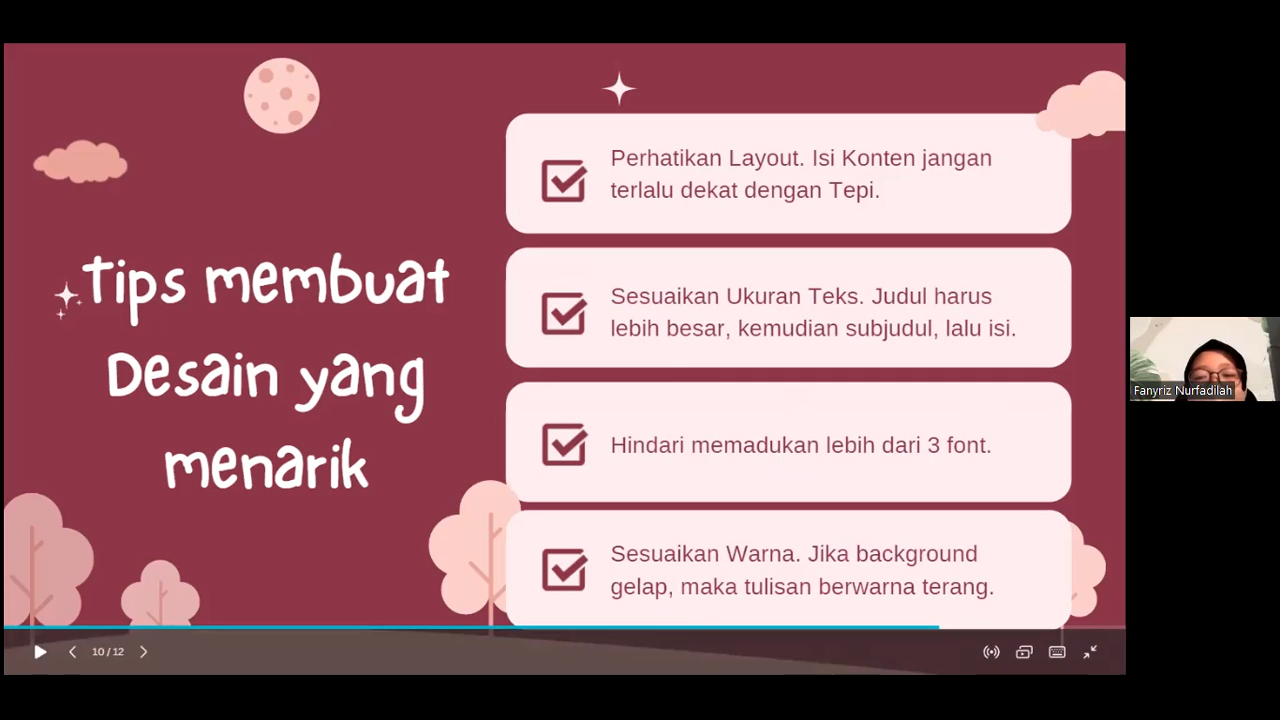 Tips membuat
Desain yang
menarik
Perhatikan Layout. Isi Konten jangan
terlalu dekat dengan Tepi.
Sesuaikan Ukuran Teks. Judul harus
lebih besar, kemudian subjudul, lalu isi.
Hindari memadukan lebih dari 3 font.
Sesuaikan Warna. Jika background
gelap, maka tulisan berwarna terang.
10 / 12
Fanyriz Nurfadilah